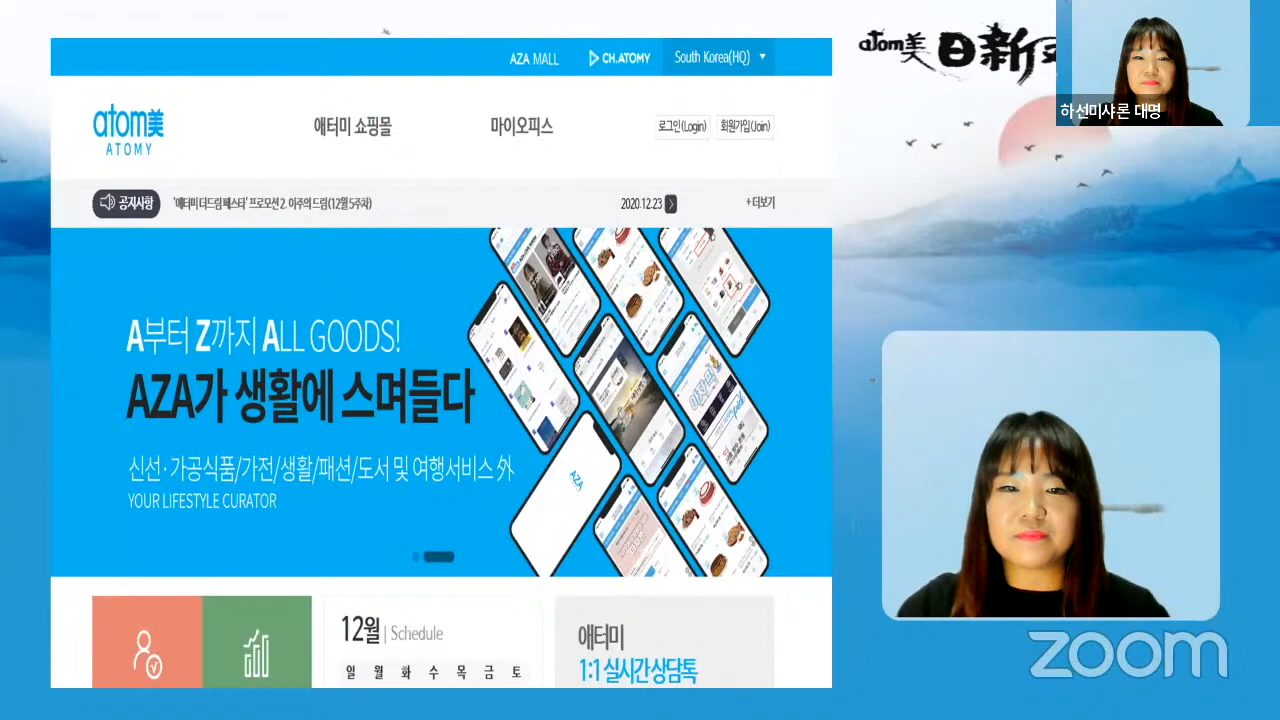 AZA MALL
CH.ATOMY
South Korea(HQ)
atom美
ATOMY
애터미 쇼핑몰
마이오피스
로그인(Login)
회원가입(Join)
공지사항
'애터미 더드림 페스타' 프로모션 2. 아주의 드림(12월 5주차)
2020.12.23
+ 더보기
A부터 Z까지 ALL GOODS!
AZA가 생활에 스며들다
신선·가공식품/가전/생활/패션/도서 및 여행서비스 外
YOUR LIFESTYLE CURATOR
AZA
12월 | Schedule
일 월 화 수 목 금 토
애터미
1:1 실시간상담톡
atom美 日新又
하선미샤론 대명
zoom